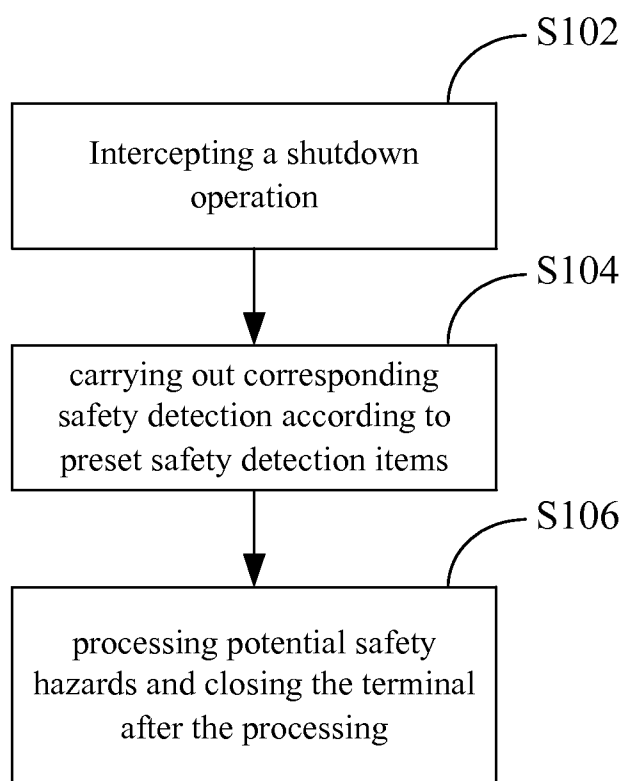 S102
Intercepting a shutdown
operation
S104
carrying out corresponding
safety detection according to
preset safety detection items
S106
processing potential safety
hazards and closing the terminal
after the processing